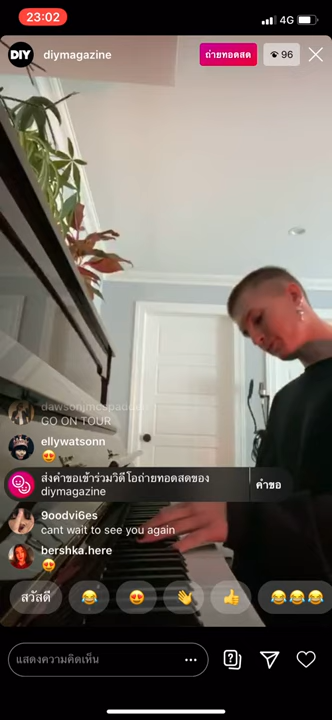 23:02
4G
DIY
diymagazine
ถ่ายทอดสด
96
GO ON TOUR
ellywatsonn
ส่งคำขอเข้าร่วมวิดีโอถ่ายทอดสดของ
diymagazine
คำขอ
9oodvi6es
cant wait to see you again
bershka.here
สวัสดี
แสดงความคิดเห็น